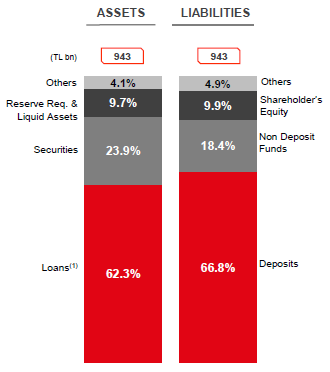 ASSETS LIABILITIES
(TL bn) 943 943
Others 4.1% 4.9% Others
Reserve Req. & 9.7% 9.9% Shareholder's
Liquid Assets Equity
Securities 23.9% 18.4% Non Deposit
Funds
Loans(1) 62.3% 66.8% Deposits